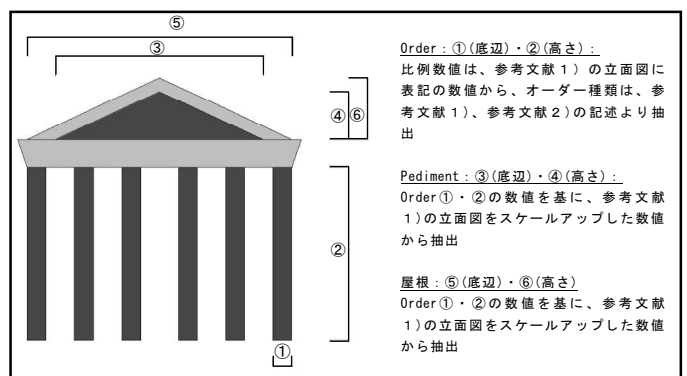 ⑤
③
④
⑥
②
①
Order：①(底辺)・②(高さ)：
比例数値は、参考文献1）の立面図に
表記の数値から、オーダー種類は、参
考文献1)、参考文献2)の記述より抽
出
Pediment：③(底辺)・④(高さ)：
Order①・②の数値を基に、参考文献
1)の立面図をスケールアップした数値
から抽出
屋根：⑤(底辺)・⑥(高さ)
Order①・②の数値を基に、参考文献
1)の立面図をスケールアップした数値
から抽出